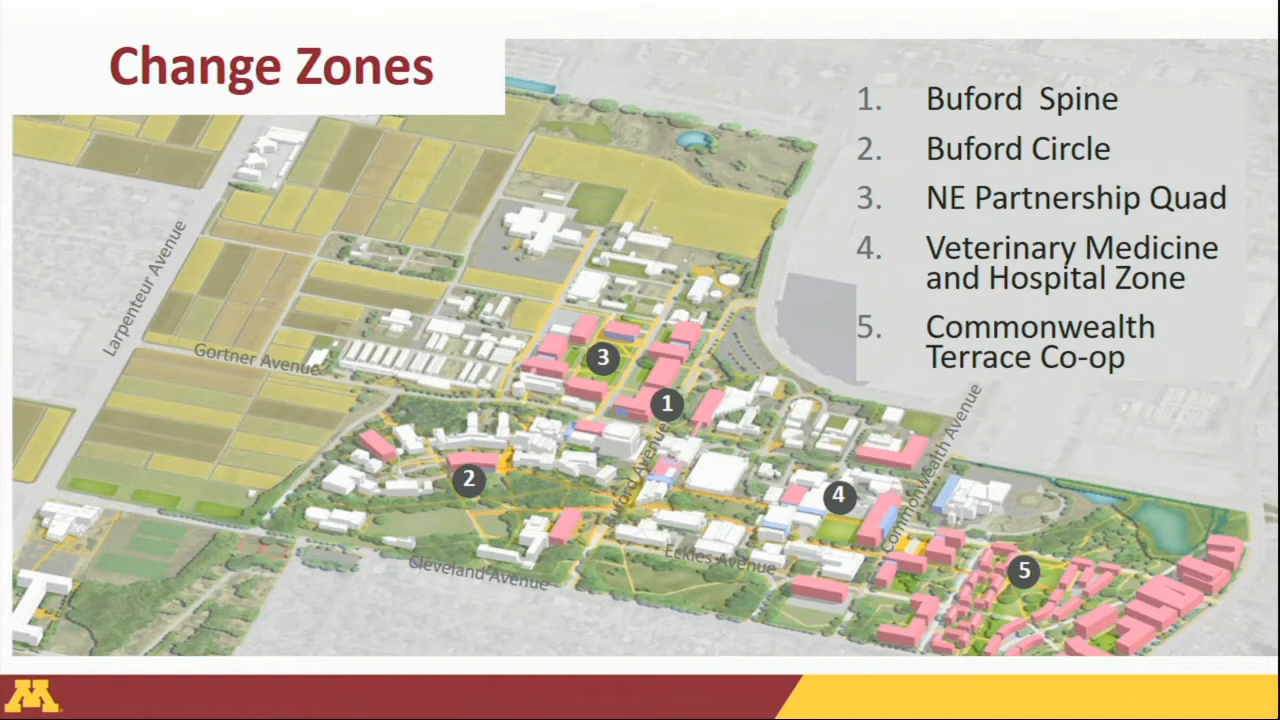 Change Zones
1. Buford Spine
2. Buford Circle
3. NE Partnership Quad
4. Veterinary Medicine
and Hospital Zone
5. Commonwealth
Terrace Co-op
Larpenteur Avenue
Gortner Avenue
3
1
2
Buford Avenue
4
Commonwealth Avenue
Eckles Avenue
Cleveland Avenue
5
M